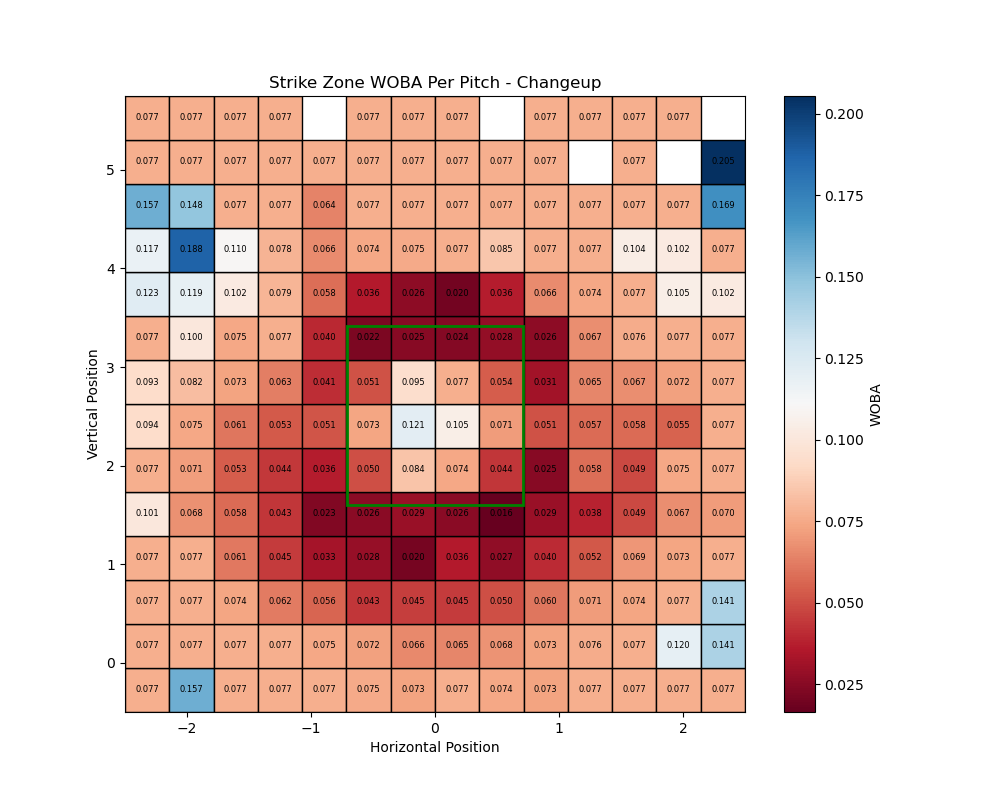 Strike Zone WOBA Per Pitch - Changeup
0.077 0.077 0.077 0.077 0.077 0.077 0.077 0.077 0.077 0.077 0.077
0.077 0.077 0.077 0.077 0.077 0.077 0.077 0.077 0.077 0.077 0.077 0.205
0.157 0.148 0.077 0.077 0.064 0.077 0.077 0.077 0.077 0.077 0.077 0.077 0.077 0.169
0.117 0.188 0.110 0.078 0.066 0.074 0.075 0.077 0.085 0.077 0.077 0.104 0.102 0.077
0.123 0.119 0.102 0.079 0.058 0.036 0.026 0.020 0.036 0.066 0.074 0.077 0.105 0.102
0.077 0.100 0.075 0.077 0.040 0.022 0.025 0.024 0.028 0.026 0.067 0.076 0.077 0.077
0.093 0.082 0.073 0.063 0.041 0.051 0.095 0.077 0.054 0.031 0.065 0.067 0.072 0.077
0.094 0.075 0.061 0.053 0.051 0.073 0.121 0.105 0.071 0.051 0.057 0.058 0.055 0.077
0.077 0.071 0.053 0.044 0.036 0.050 0.084 0.074 0.044 0.025 0.058 0.049 0.075 0.077
0.101 0.068 0.058 0.043 0.023 0.026 0.029 0.026 0.016 0.029 0.038 0.049 0.067 0.070
0.077 0.077 0.061 0.045 0.033 0.028 0.020 0.036 0.027 0.040 0.052 0.069 0.073 0.077
0.077 0.077 0.074 0.062 0.056 0.043 0.045 0.045 0.050 0.060 0.071 0.074 0.077 0.141
0.077 0.077 0.077 0.077 0.075 0.072 0.066 0.065 0.068 0.073 0.076 0.077 0.120 0.141
0.077 0.157 0.077 0.077 0.077 0.075 0.073 0.077 0.074 0.073 0.077 0.077 0.077 0.077
5
4
3
2
1
0
Vertical Position
−2 −1 0 1 2
Horizontal Position
0.200
0.175
0.150
0.125
0.100
0.075
0.050
0.025
WOBA